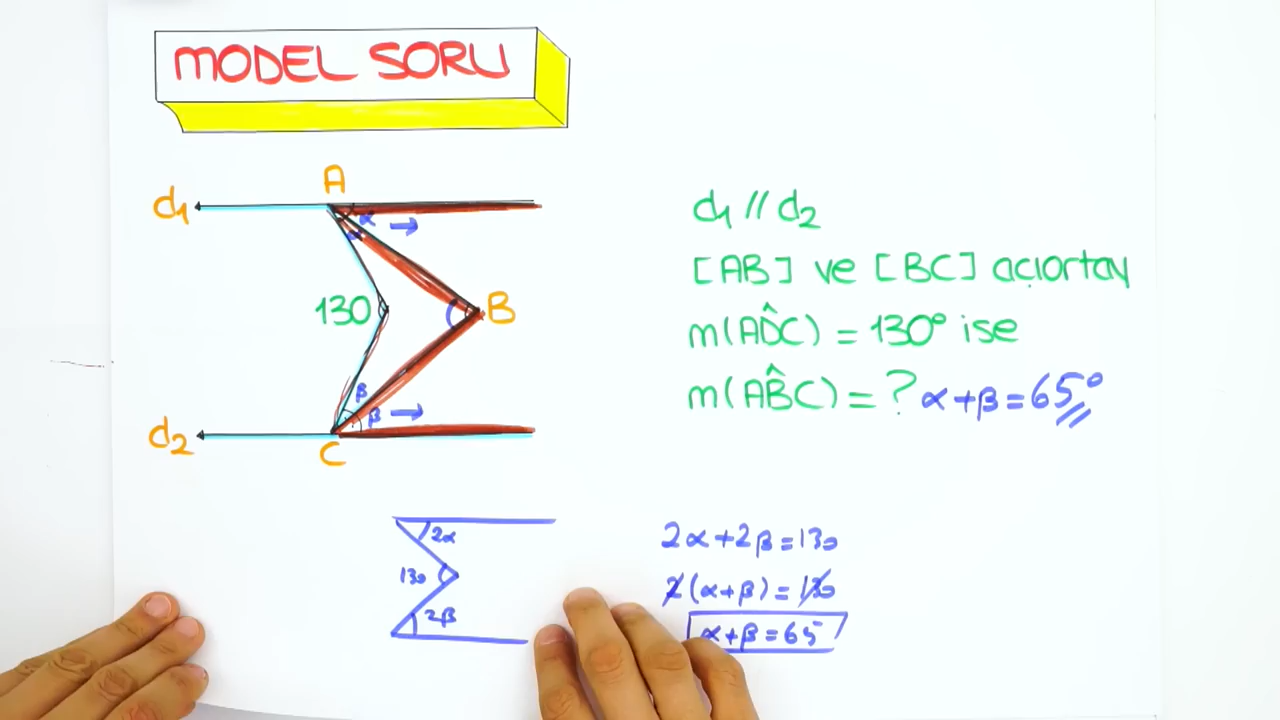 MODEL SORU
A
d1
α
130
B
β
β
d2
C
d1 // d2
[AB] ve [BC] açıortay
m(AD̂C) = 130° ise
m(AB̂C) = ? α+β = 65°
2α
130
2β
2α+2β=130
2(α+β) = 130
α+β = 65